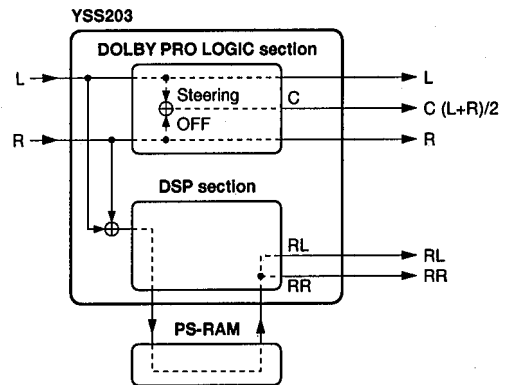 YSS203
DOLBY PRO LOGIC section
L
L
Steering
C
C (L+R)/2
OFF
R
R
DSP section
RL
RL
RR
RR
PS-RAM